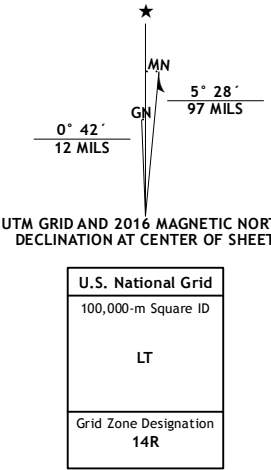 ★
MN
5° 28´
97 MILS
GN
0° 42´
12 MILS
UTM GRID AND 2016 MAGNETIC NORT
DECLINATION AT CENTER OF SHEET
U.S. National Grid
100,000-m Square ID
LT
Grid Zone Designation
14R